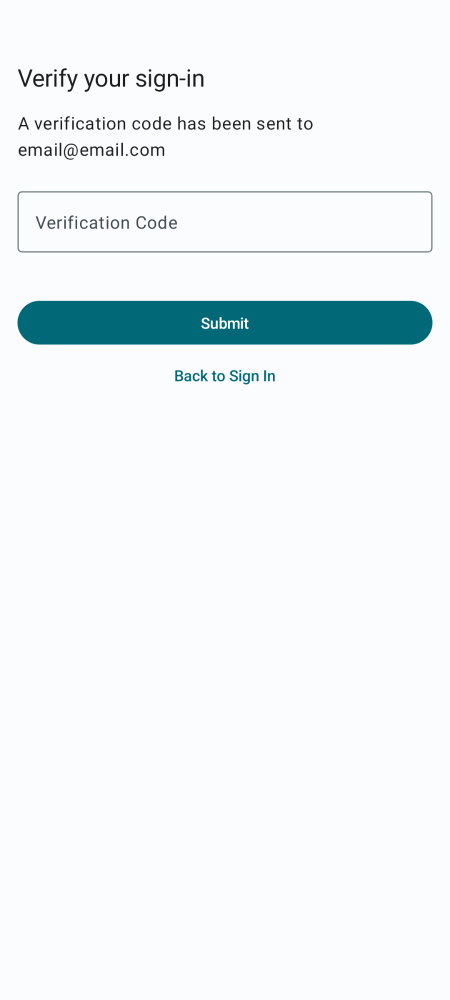 Verify your sign-in
A verification code has been sent to
email@email.com
Verification Code
Submit
Back to Sign In